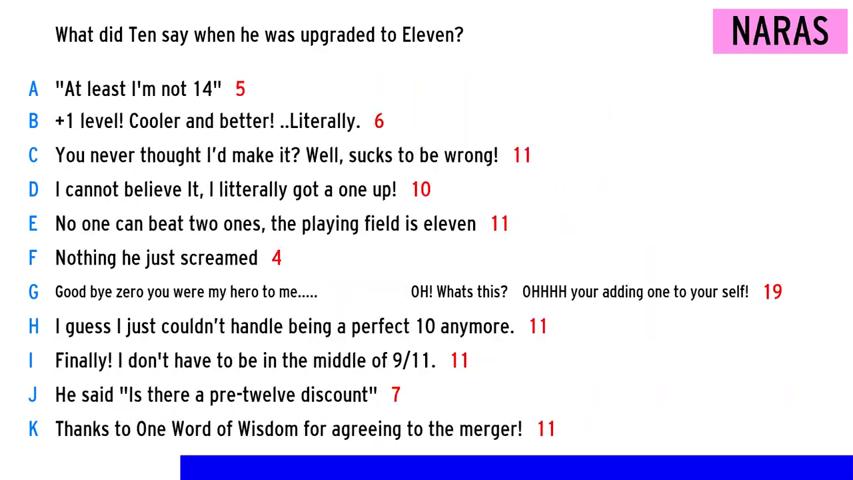 What did Ten say when he was upgraded to Eleven?
NARAS
A "At least I'm not 14" 5
B +1 level! Cooler and better! ..Literally. 6
C You never thought I'd make it? Well, sucks to be wrong! 11
D I cannot believe It, I litterally got a one up! 10
E No one can beat two ones, the playing field is eleven 11
F Nothing he just screamed 4
G Good bye zero you were my hero to me..... OH! Whats this? OHHHH your adding one to your self! 19
H I guess I just couldn't handle being a perfect 10 anymore. 11
I Finally! I don't have to be in the middle of 9/11. 11
J He said "Is there a pre-twelve discount" 7
K Thanks to One Word of Wisdom for agreeing to the merger! 11